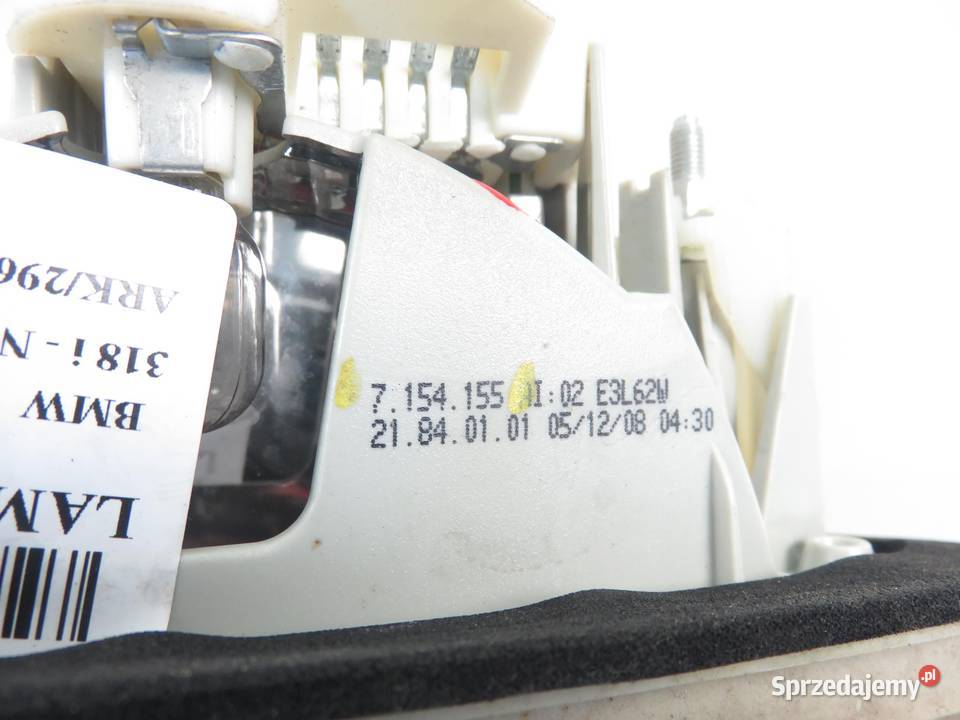 7.154.155 AI:02 E3L62W
21.84.01.01 05/12/08 04:30
LAM
BMW
318 i - N
ARK/296
Sprzedajemy.pl